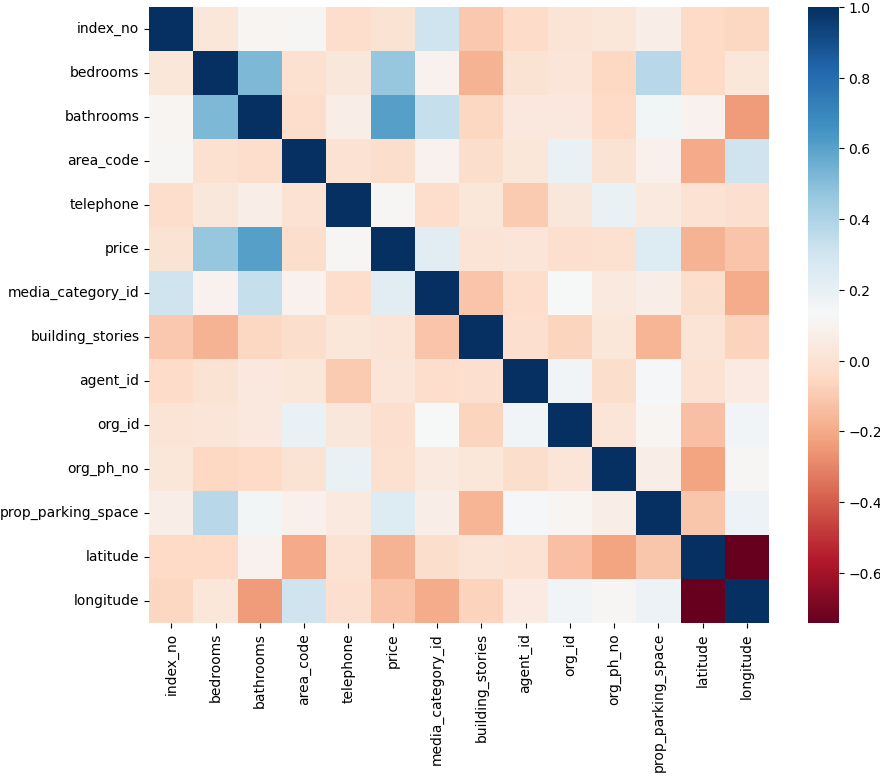 index_no
bedrooms
bathrooms
area_code
telephone
price
media_category_id
building_stories
agent_id
org_id
org_ph_no
prop_parking_space
latitude
longitude
index_no
bedrooms
bathrooms
area_code
telephone
price
media_category_id
building_stories
agent_id
org_id
org_ph_no
prop_parking_space
latitude
longitude
1.0
0.8
0.6
0.4
0.2
0.0
−0.2
−0.4
−0.6